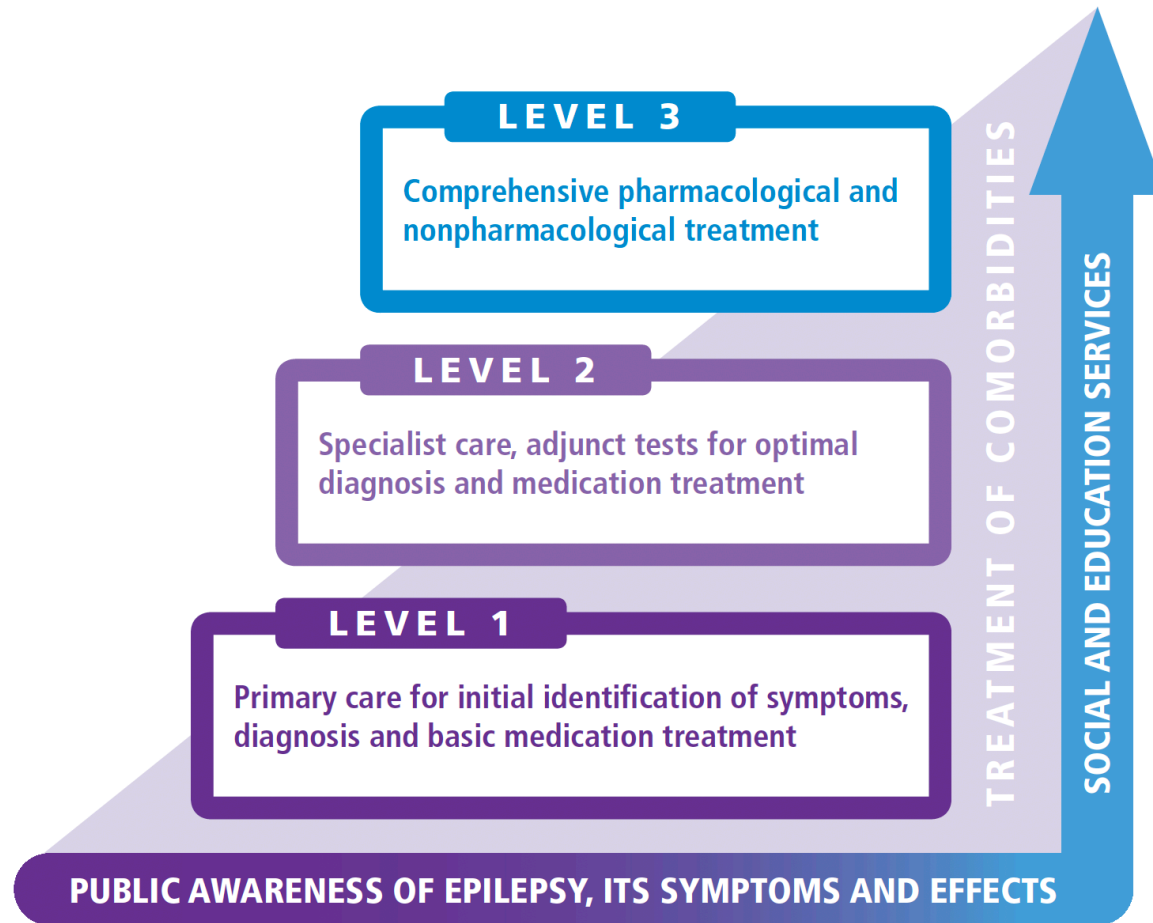 LEVEL 3
Comprehensive pharmacological and
nonpharmacological treatment
LEVEL 2
Specialist care, adjunct tests for optimal
diagnosis and medication treatment
LEVEL 1
Primary care for initial identification of symptoms,
diagnosis and basic medication treatment
TREATMENT OF COMORBIDITIES
SOCIAL AND EDUCATION SERVICES
PUBLIC AWARENESS OF EPILEPSY, ITS SYMPTOMS AND EFFECTS